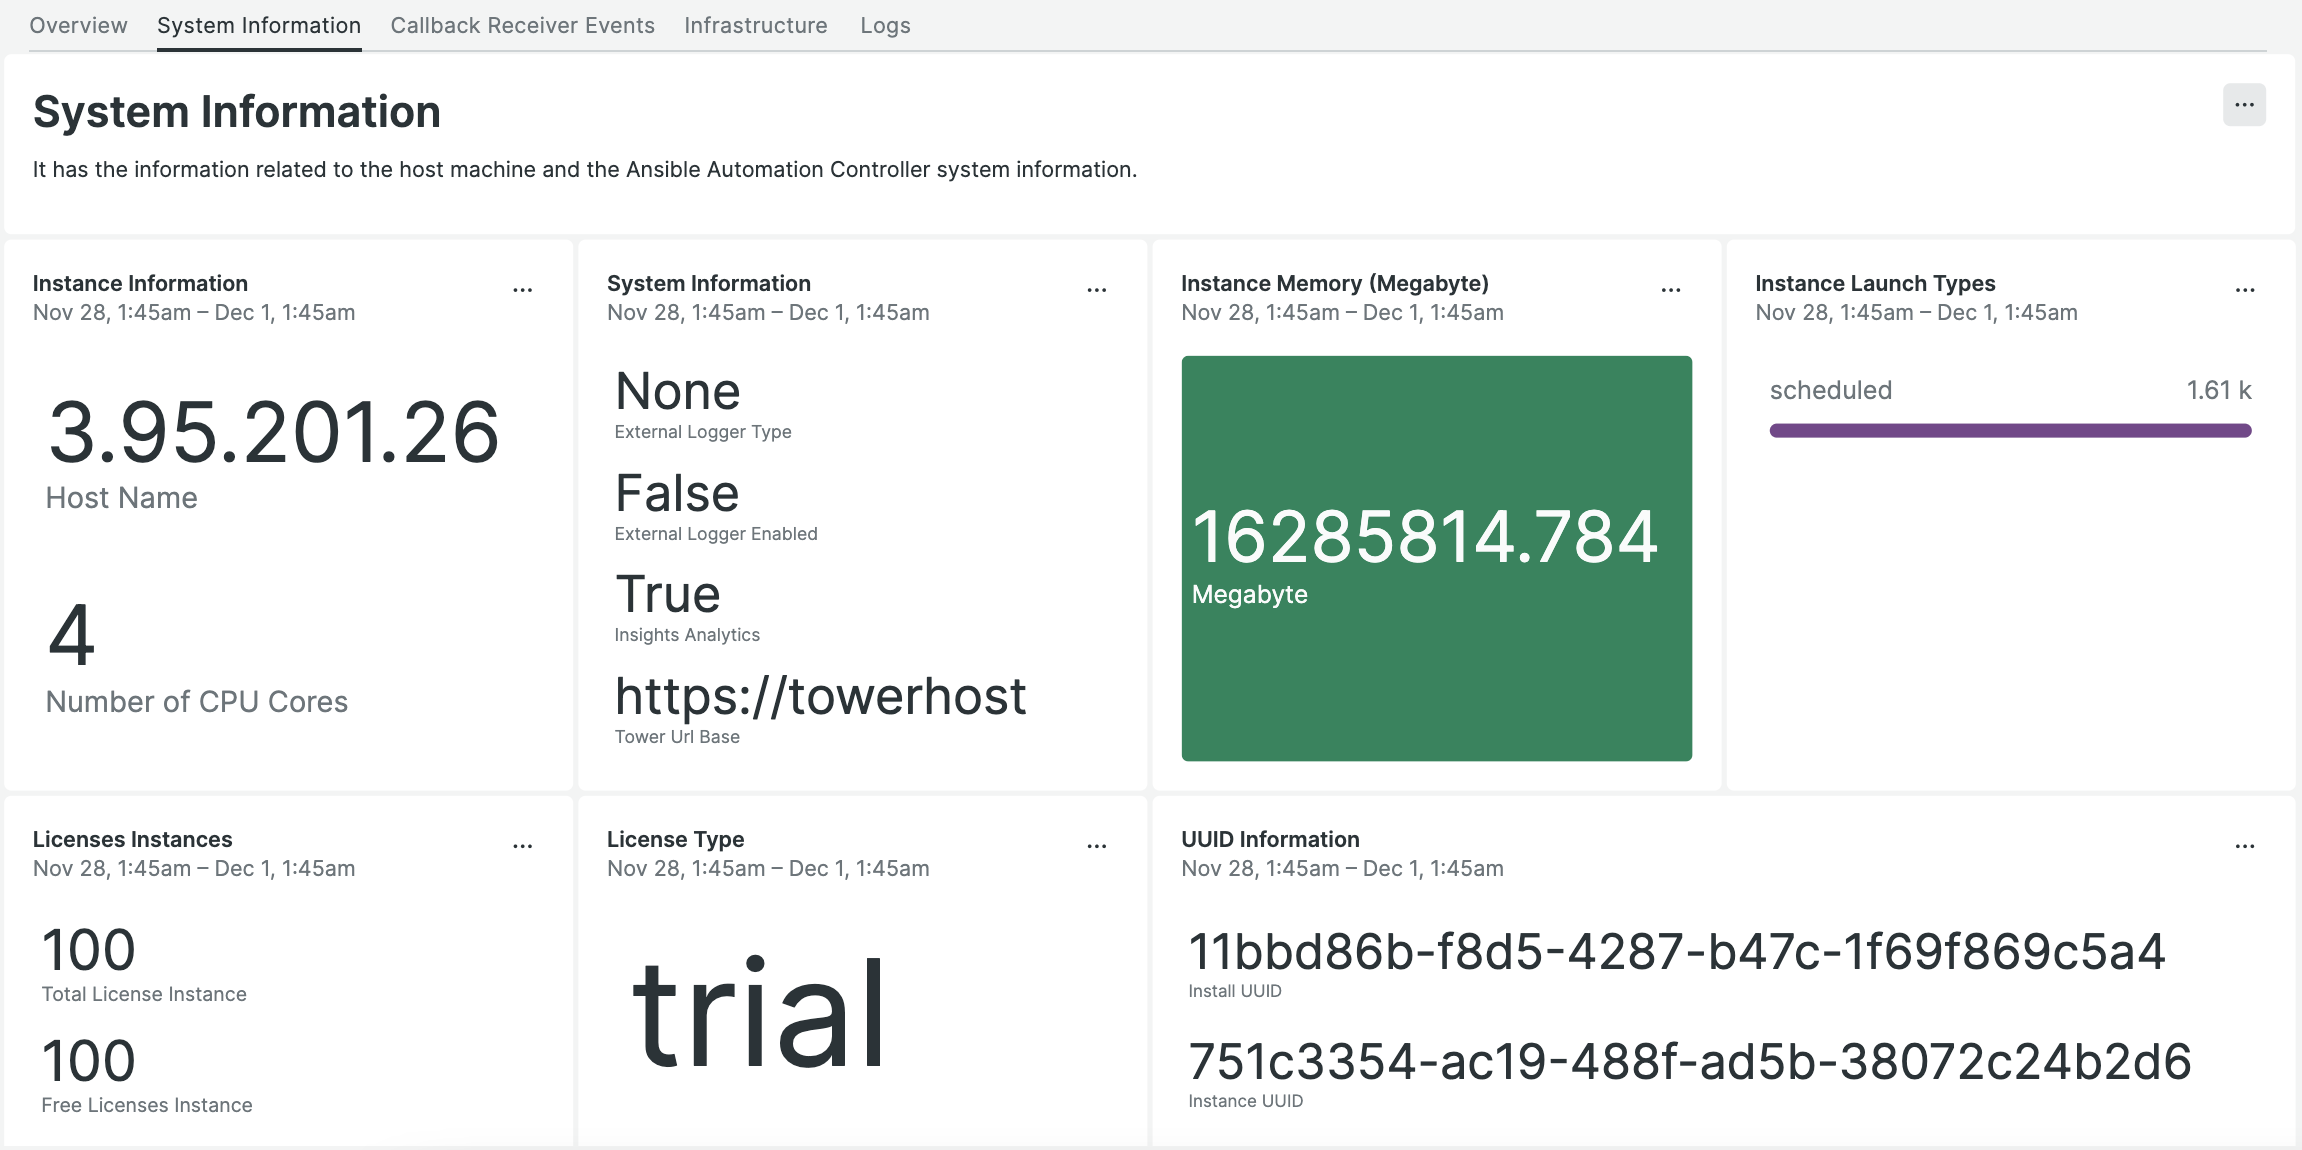 Overview System Information Callback Receiver Events Infrastructure Logs
System Information
...
It has the information related to the host machine and the Ansible Automation Controller system information.
Instance Information
...
Nov 28, 1:45am – Dec 1, 1:45am
3.95.201.26
Host Name
4
Number of CPU Cores
System Information
...
Nov 28, 1:45am – Dec 1, 1:45am
None
External Logger Type
False
External Logger Enabled
True
Insights Analytics
https://towerhost
Tower Url Base
Instance Memory (Megabyte)
...
Nov 28, 1:45am – Dec 1, 1:45am
16285814.784
Megabyte
Instance Launch Types
...
Nov 28, 1:45am – Dec 1, 1:45am
scheduled 1.61 k
Licenses Instances
...
Nov 28, 1:45am – Dec 1, 1:45am
100
Total License Instance
100
Free Licenses Instance
License Type
...
Nov 28, 1:45am – Dec 1, 1:45am
trial
UUID Information
...
Nov 28, 1:45am – Dec 1, 1:45am
11bbd86b-f8d5-4287-b47c-1f69f869c5a4
Install UUID
751c3354-ac19-488f-ad5b-38072c24b2d6
Instance UUID